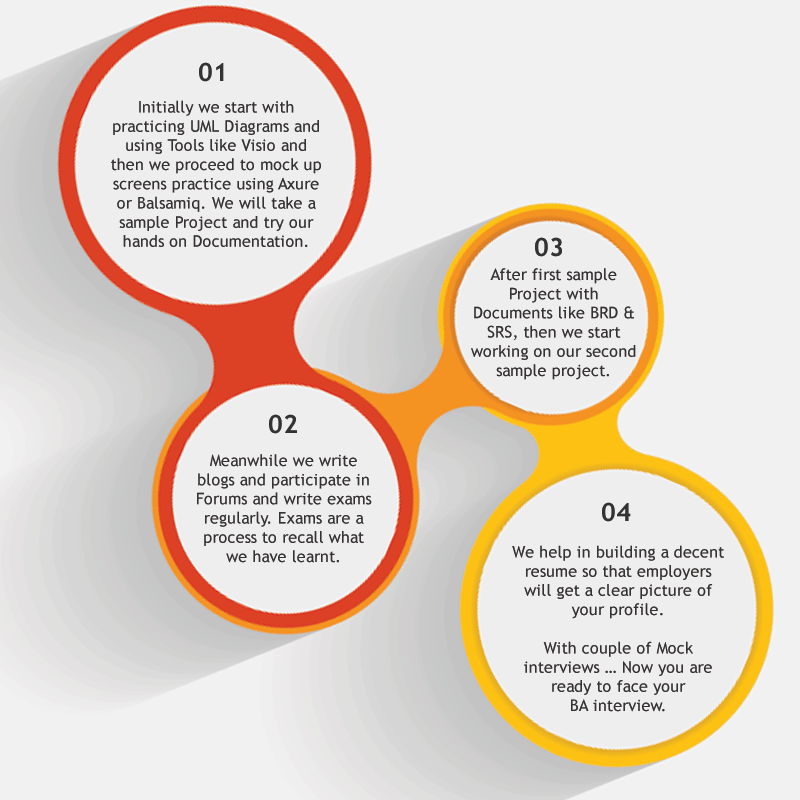 01
Initially we start with
practicing UML Diagrams and
using Tools like Visio and
then we proceed to mock up
screens practice using Axure
or Balsamiq. We will take a
sample Project and try our
hands on Documentation.
02
Meanwhile we write
blogs and participate in
Forums and write exams
regularly. Exams are a
process to recall what
we have learnt.
03
After first sample
Project with
Documents like BRD &
SRS, then we start
working on our second
sample project.
04
We help in building a decent
resume so that employers
will get a clear picture of
your profile.
With couple of Mock
interviews ... Now you are
ready to face your
BA interview.